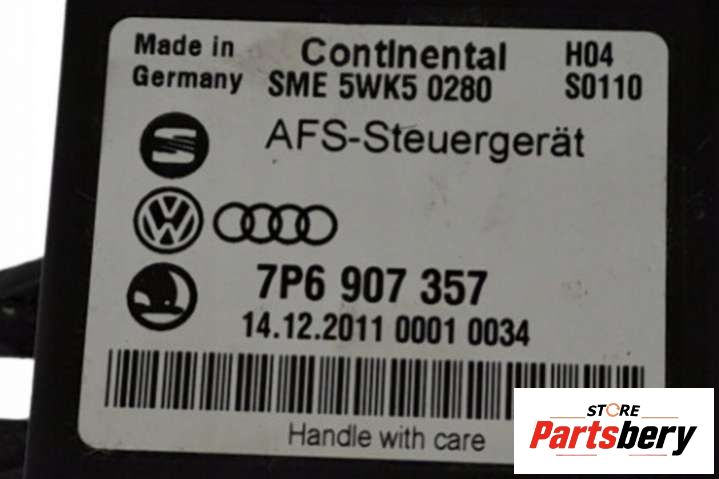 Made in
Germany
Continental
SME 5WK5 0280
H04
S0110
AFS-Steuergerät
7P6 907 357
14.12.2011 0001 0034
Handle with care
STORE
Partsbery